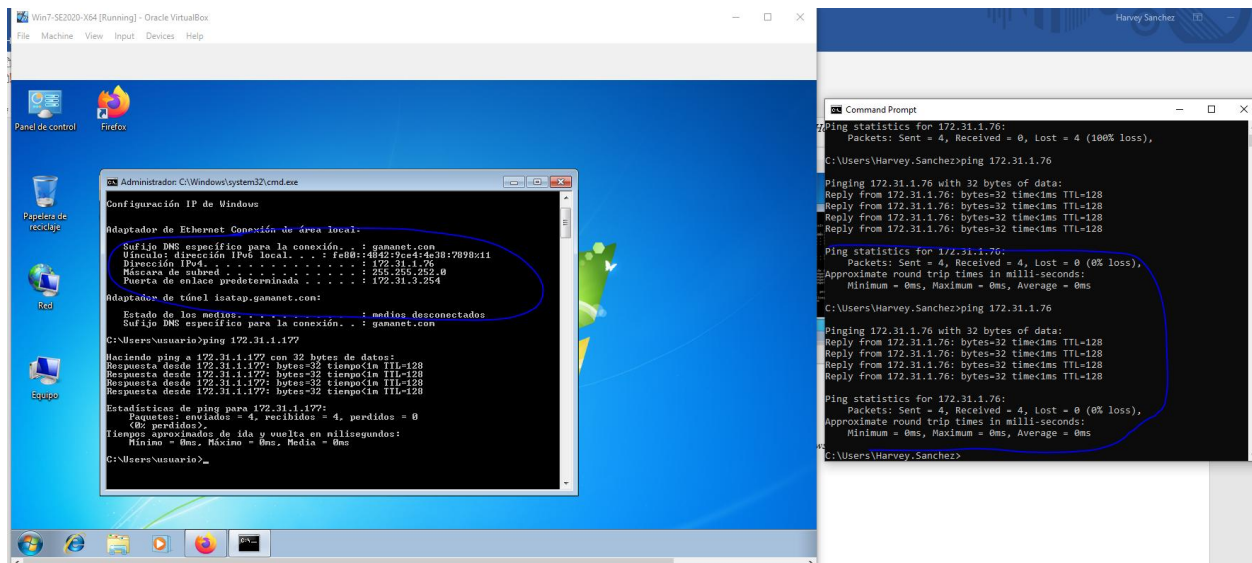 Win7-SE2020-X64 [Running] - Oracle VirtualBox
File Machine View Input Devices Help
Harvey Sanchez
Panel de control
Firefox
Papelera de
reciclaje
Red
Equipo
Administrador: C:\Windows\system32\cmd.exe
Configuración IP de Windows
Adaptador de Ethernet Conexión de área local:
Sufijo DNS específico para la conexión. . : gamanet.com
Vínculo: dirección IPv6 local. . . : fe80::4842:9ce4:4e38:7898%11
Dirección IPv4. . . . . . . . . . . . . . : 172.31.1.76
Máscara de subred . . . . . . . . . . . . : 255.255.252.0
Puerta de enlace predeterminada . . . . . : 172.31.3.254
Adaptador de túnel isatap.gamanet.com:
Estado de los medios. . . . . . . . . . . : medios desconectados
Sufijo DNS específico para la conexión. . : gamanet.com
C:\Users\usuario>ping 172.31.1.177
Haciendo ping a 172.31.1.177 con 32 bytes de datos:
Respuesta desde 172.31.1.177: bytes=32 tiempo<1m TTL=128
Respuesta desde 172.31.1.177: bytes=32 tiempo<1m TTL=128
Respuesta desde 172.31.1.177: bytes=32 tiempo<1m TTL=128
Respuesta desde 172.31.1.177: bytes=32 tiempo<1m TTL=128
Estadísticas de ping para 172.31.1.177:
Paquetes: enviados = 4, recibidos = 4, perdidos = 0
(0% perdidos),
Tiempos aproximados de ida y vuelta en milisegundos:
Mínimo = 0ms, Máximo = 0ms, Media = 0ms
C:\Users\usuario>_
Command Prompt
Ping statistics for 172.31.1.76:
Packets: Sent = 4, Received = 0, Lost = 4 (100% loss),
C:\Users\Harvey.Sanchez>ping 172.31.1.76
Pinging 172.31.1.76 with 32 bytes of data:
Reply from 172.31.1.76: bytes=32 time<1ms TTL=128
Reply from 172.31.1.76: bytes=32 time<1ms TTL=128
Reply from 172.31.1.76: bytes=32 time<1ms TTL=128
Reply from 172.31.1.76: bytes=32 time<1ms TTL=128
Ping statistics for 172.31.1.76:
Packets: Sent = 4, Received = 4, Lost = 0 (0% loss),
Approximate round trip times in milli-seconds:
Minimum = 0ms, Maximum = 0ms, Average = 0ms
C:\Users\Harvey.Sanchez>ping 172.31.1.76
Pinging 172.31.1.76 with 32 bytes of data:
Reply from 172.31.1.76: bytes=32 time<1ms TTL=128
Reply from 172.31.1.76: bytes=32 time<1ms TTL=128
Reply from 172.31.1.76: bytes=32 time<1ms TTL=128
Reply from 172.31.1.76: bytes=32 time<1ms TTL=128
Ping statistics for 172.31.1.76:
Packets: Sent = 4, Received = 4, Lost = 0 (0% loss),
Approximate round trip times in milli-seconds:
Minimum = 0ms, Maximum = 0ms, Average = 0ms
C:\Users\Harvey.Sanchez>